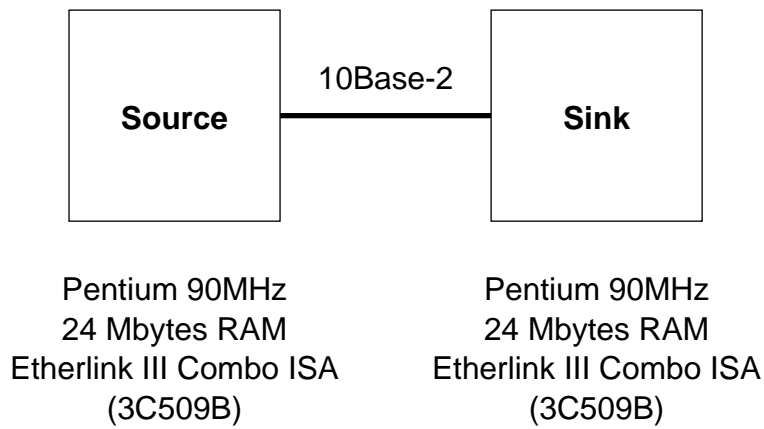 10Base-2
Source
Sink
Pentium 90MHz
24 Mbytes RAM
Etherlink III Combo ISA
(3C509B)
Pentium 90MHz
24 Mbytes RAM
Etherlink III Combo ISA
(3C509B)